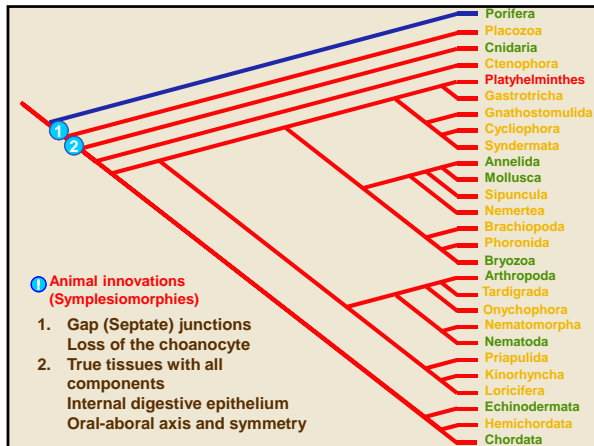 Porifera
Placozoa
Cnidaria
Ctenophora
Platyhelminthes
Gastrotricha
Gnathostomulida
Cycliophora
Syndermata
Annelida
Mollusca
Sipuncula
Nemertea
Brachiopoda
Phoronida
Bryozoa
Arthropoda
Tardigrada
Onychophora
Nematomorpha
Nematoda
Priapulida
Kinorhyncha
Loricifera
Echinodermata
Hemichordata
Chordata
1
2
! Animal innovations
(Symplesiomorphies)
1. Gap (Septate) junctions
Loss of the choanocyte
2. True tissues with all
components
Internal digestive epithelium
Oral-aboral axis and symmetry